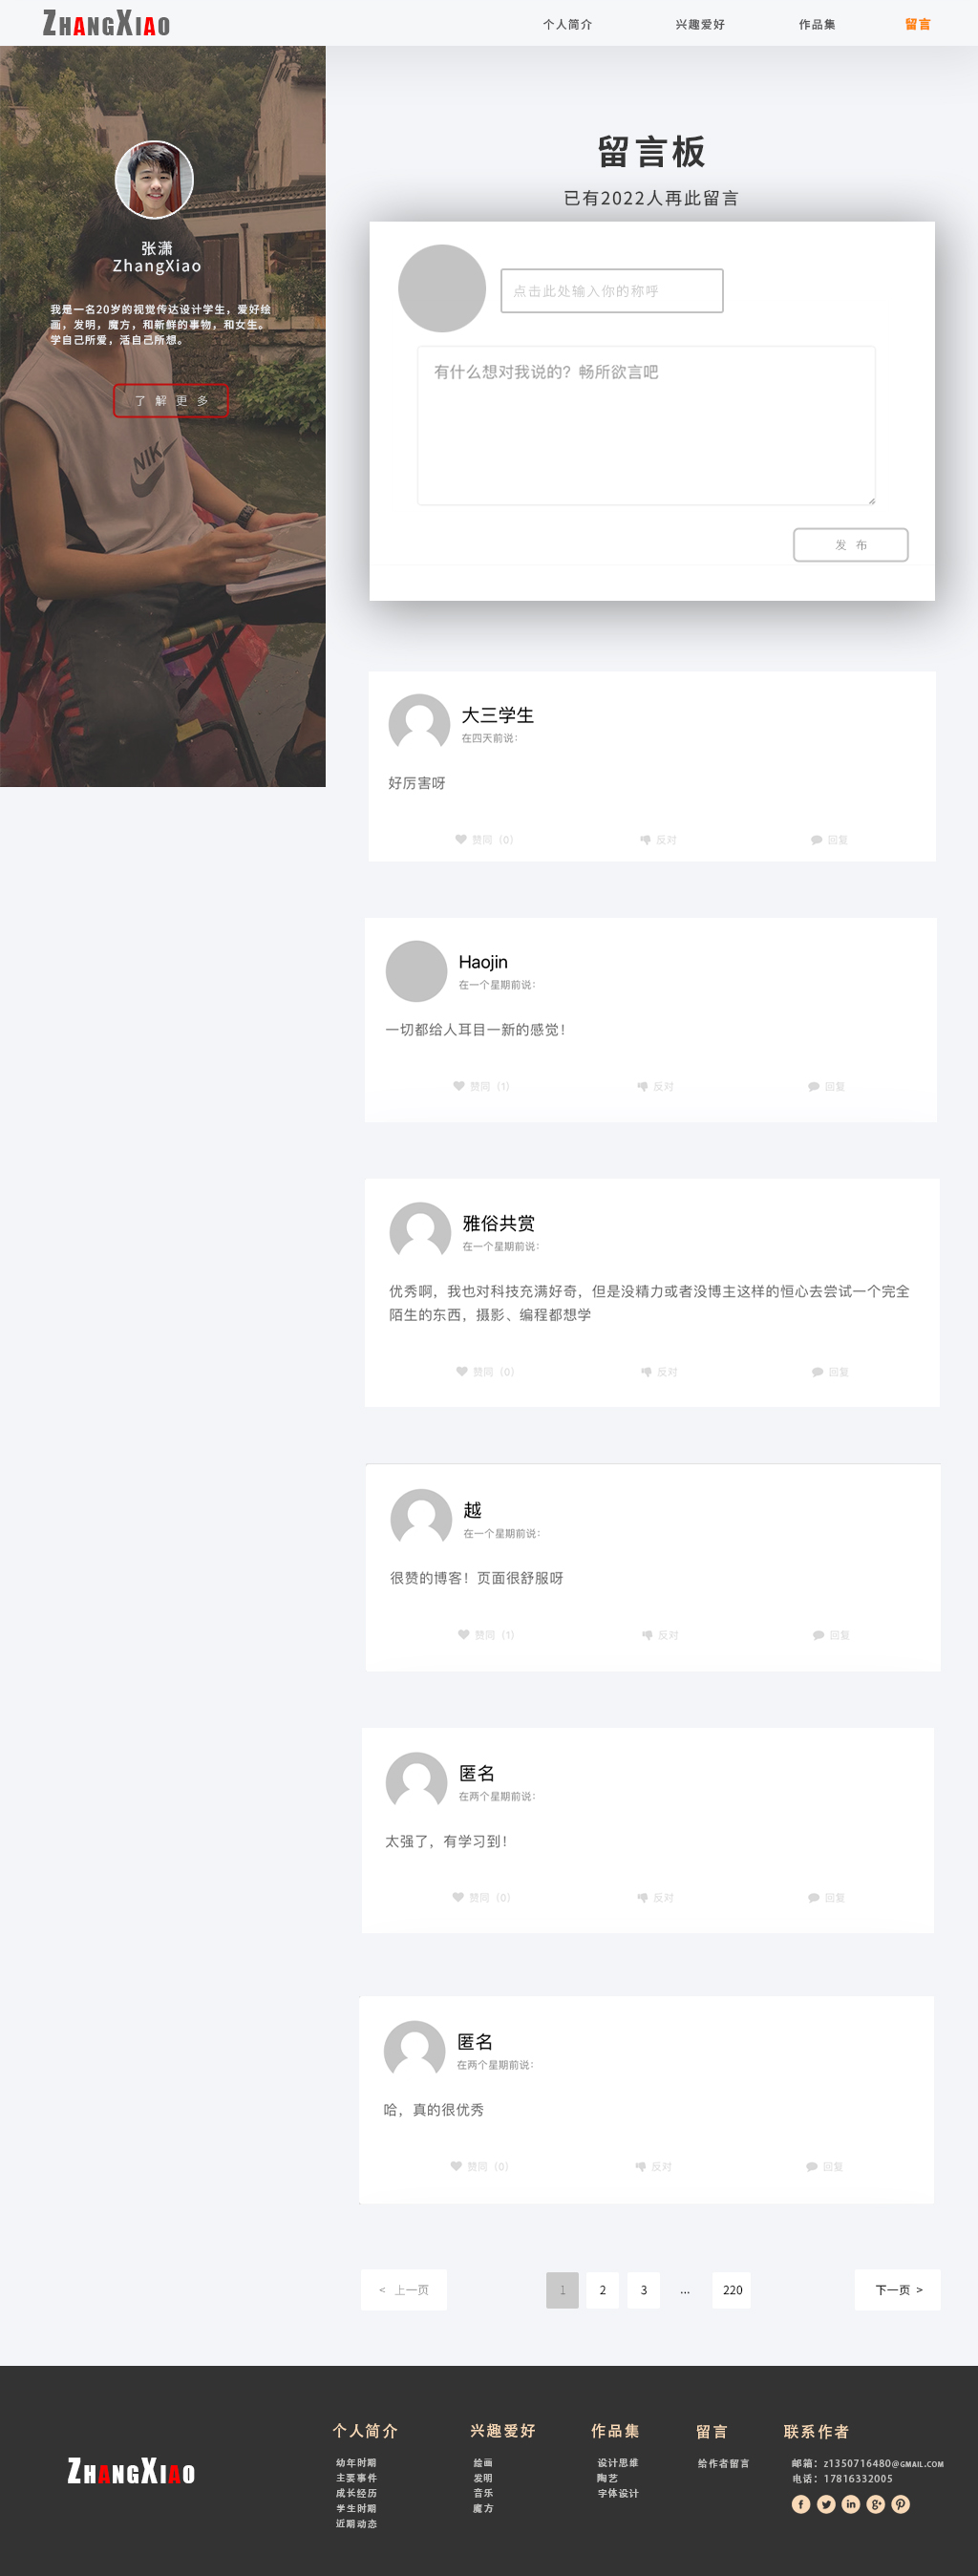 ZHANGXIAO
个人简介
兴趣爱好
作品集
留言
张潇
ZhangXiao
我是一名20岁的视觉传达设计学生，爱好绘
画，发明，魔方，和新鲜的事物，和女生。
学自己所爱，活自己所想。
了解更多
NIKE
留言板
已有2022人再此留言
点击此处输入你的称呼
有什么想对我说的？畅所欲言吧
发布
大三学生
在四天前说：
好厉害呀
赞同（0）
反对
回复
Haojin
在一个星期前说：
一切都给人耳目一新的感觉！
赞同（1）
反对
回复
雅俗共赏
在一个星期前说：
优秀啊，我也对科技充满好奇，但是没精力或者没博主这样的恒心去尝试一个完全
陌生的东西，摄影、编程都想学
赞同（0）
反对
回复
越
在一个星期前说：
很赞的博客！页面很舒服呀
赞同（1）
反对
回复
匿名
在两个星期前说：
太强了，有学习到！
赞同（0）
反对
回复
匿名
在两个星期前说：
哈，真的很优秀
赞同（0）
反对
回复
< 上一页
1
2
3
...
220
下一页 >
ZHANGXIAO
个人简介
幼年时期
主要事件
成长经历
学生时期
近期动态
兴趣爱好
绘画
发明
音乐
魔方
作品集
设计思维
陶艺
字体设计
留言
给作者留言
联系作者
邮箱：z1350716480@GMAIL.COM
电话：17816332005